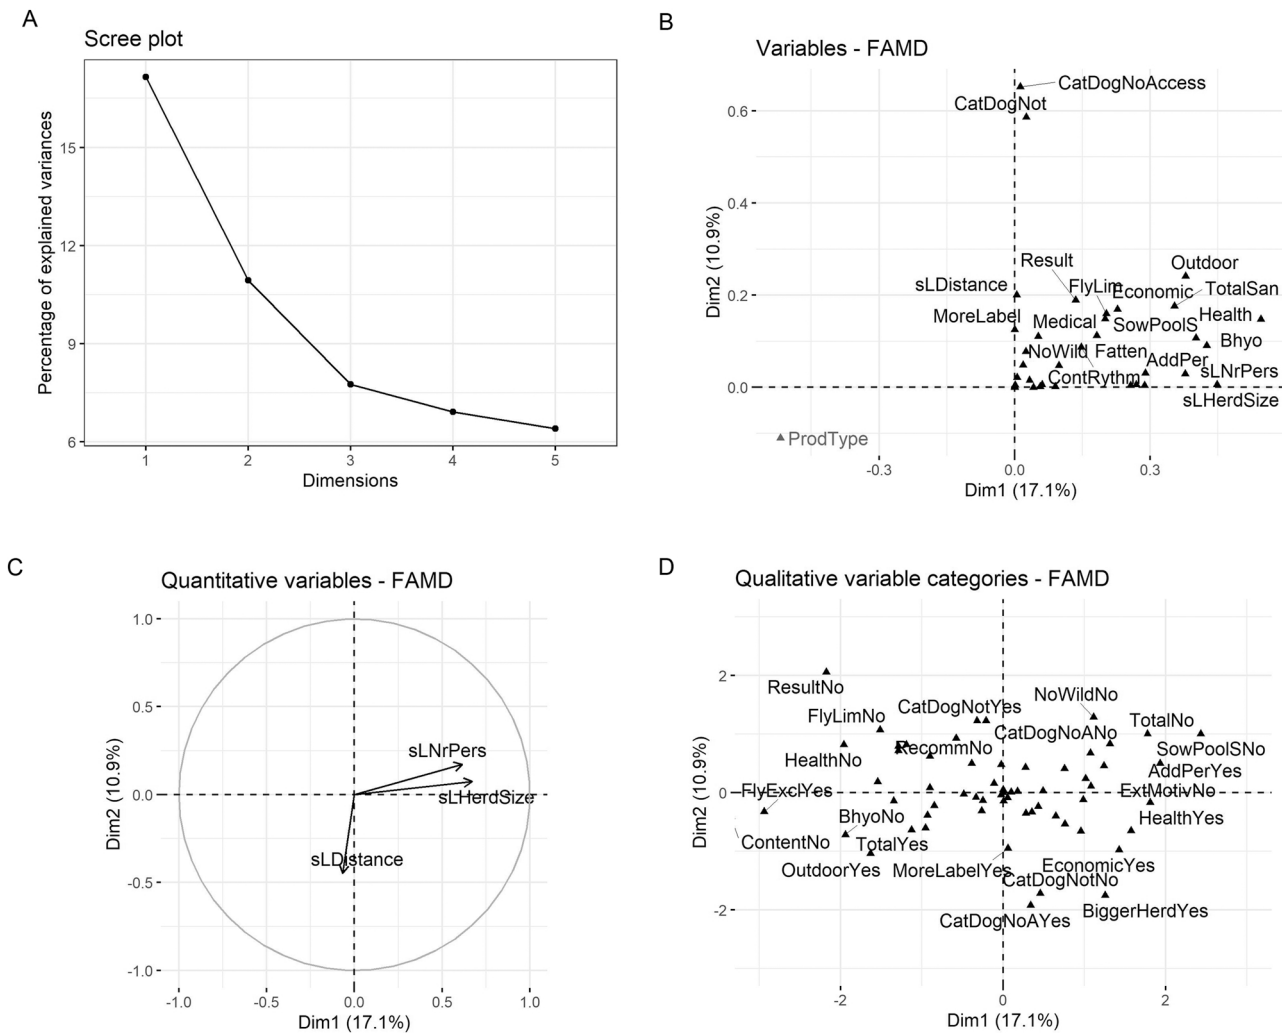 A
Scree plot
Percentage of explained variances
15
12
9
6
1 2 3 4 5
Dimensions
B
Variables - FAMD
CatDogNoAccess
CatDogNot
0.6
0.4
Dim2 (10.9%)
Result
Outdoor
sLDistance
FlyLim
Economic
TotalSan
0.2
MoreLabel
Medical
SowPoolS
Health
NoWild
Fatten
Bhyo
AddPer
ContRythm
sLNrPers
0.0
sLHerdSize
ProdType
-0.3 0.0 0.3
Dim1 (17.1%)
C
Quantitative variables - FAMD
1.0
0.5
sLNrPers
Dim2 (10.9%)
0.0
sLHerdSize
sLDistance
-0.5
-1.0
-1.0 -0.5 0.0 0.5 1.0
Dim1 (17.1%)
D
Qualitative variable categories - FAMD
2
ResultNo
NoWildNo
CatDogNotYes
FlyLimNo
TotalNo
CatDogNoANo
RecommNo
SowPoolSNo
HealthNo
AddPerYes
Dim2 (10.9%)
0
FlyExclYes
ExtMotivNo
BhyoNo
HealthYes
ContentNo
TotalYes
OutdoorYes
MoreLabelYes
EconomicYes
CatDogNotNo
-2
CatDogNoAYes
BiggerHerdYes
-2 0 2
Dim1 (17.1%)